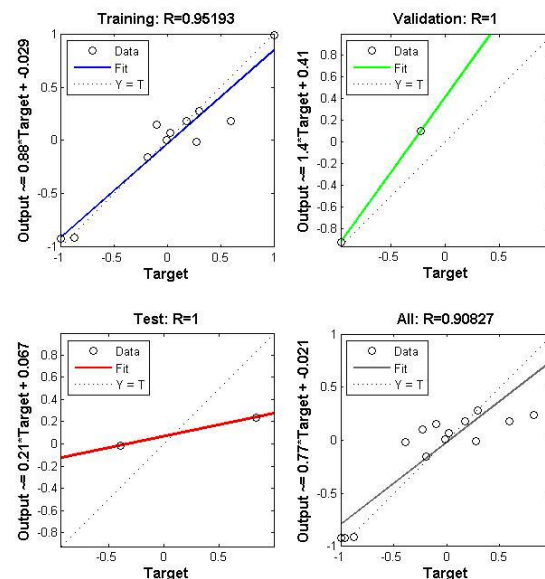 Training: R=0.95193
Output ~= 0.88*Target + -0.029
1
0.5
0
-0.5
-1
Data
Fit
Y = T
-1 -0.5 0 0.5 1
Target
Validation: R=1
Output ~= 1.4*Target + 0.41
0.8
0.6
0.4
0.2
0
-0.2
-0.4
-0.6
-0.8
Data
Fit
Y = T
-0.5 0 0.5
Target
Test: R=1
Output ~= 0.21*Target + 0.067
0.8
0.6
0.4
0.2
0
-0.2
-0.4
-0.6
-0.8
Data
Fit
Y = T
-0.5 0 0.5
Target
All: R=0.90827
Output ~= 0.77*Target + -0.021
1
0.5
0
-0.5
-1
Data
Fit
Y = T
-1 -0.5 0 0.5 1
Target